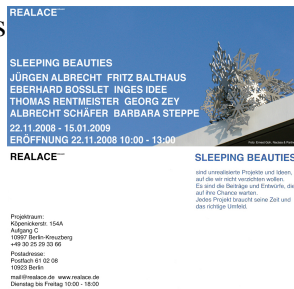 REALACE
SLEEPING BEAUTIES
JÜRGEN ALBRECHT FRITZ BALTHAUS
EBERHARD BOSSLET INGES IDEE
THOMAS RENTMEISTER GEORG ZEY
ALBRECHT SCHÄFER BARBARA STEPPE
22.11.2008 - 15.01.2009
ERÖFFNUNG 22.11.2008 10:00 - 13:00
REALACE
SLEEPING BEAUTIES
sind unrealisierte Projekte und Ideen,
auf die wir nicht verzichten wollen.
Es sind die Beiträge und Entwürfe, die
auf ihre Chance warten.
Jedes Projekt braucht seine Zeit und
das richtige Umfeld.
Projektraum:
Köpenickerstr. 154A
Aufgang C
10997 Berlin-Kreuzberg
+49 30 25 29 33 66
Postadresse:
Postfach 61 02 08
10923 Berlin
mail@realace.de www.realace.de
Dienstag bis Freitag 10:00 - 18:00